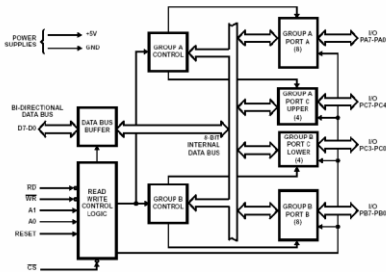 POWER
SUPPLIES
+5V
GND
GROUP A
CONTROL
GROUP A
PORT A
(8)
I/O
PA7-PA0
GROUP A
PORT C
UPPER
(4)
I/O
PC7-PC4
BI-DIRECTIONAL
DATA BUS
D7-D0
DATA BUS
BUFFER
8-BIT
INTERNAL
DATA BUS
GROUP B
PORT C
LOWER
(4)
I/O
PC3-PC0
RD
WR
A1
A0
RESET
CS
READ
WRITE
CONTROL
LOGIC
GROUP B
CONTROL
GROUP B
PORT B
(8)
I/O
PB7-PB0